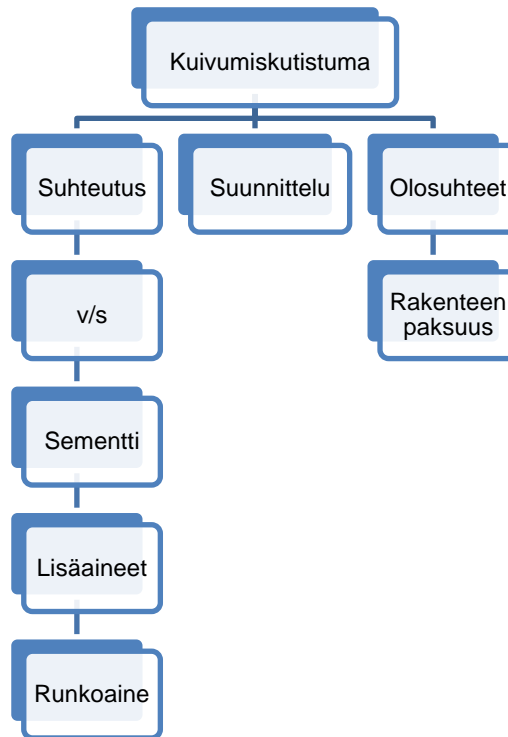 Kuivumiskutistuma
Suhteutus
Suunnittelu
Olosuhteet
v/s
Rakenteen
paksuus
Sementti
Lisäaineet
Runkoaine